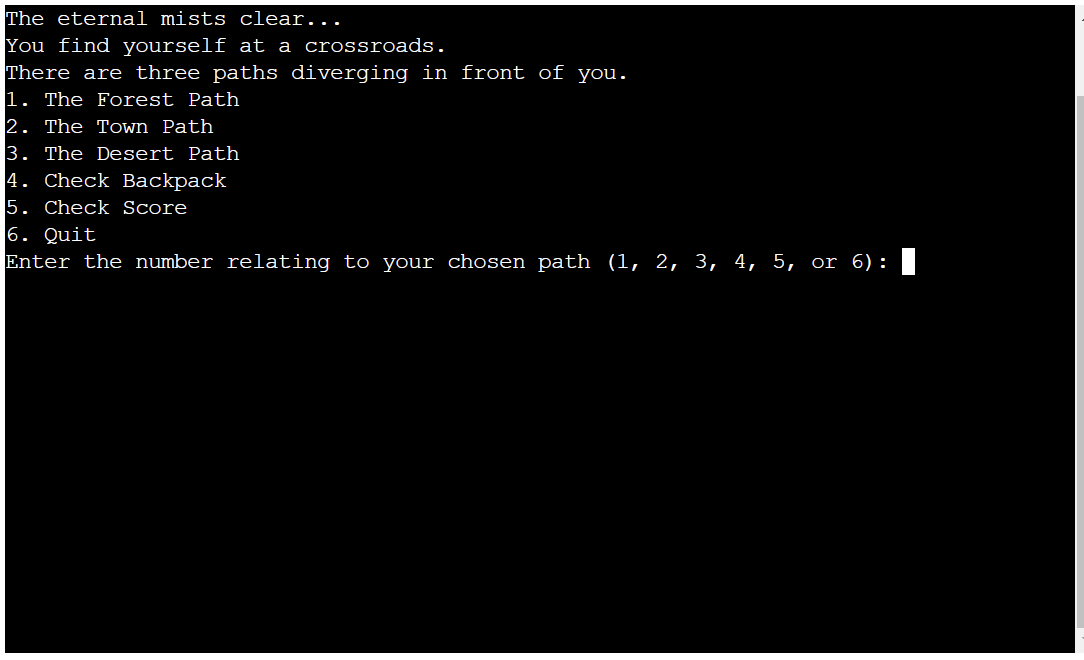 The eternal mists clear...
You find yourself at a crossroads.
There are three paths diverging in front of you.
1. The Forest Path
2. The Town Path
3. The Desert Path
4. Check Backpack
5. Check Score
6. Quit
Enter the number relating to your chosen path (1, 2, 3, 4, 5, or 6):